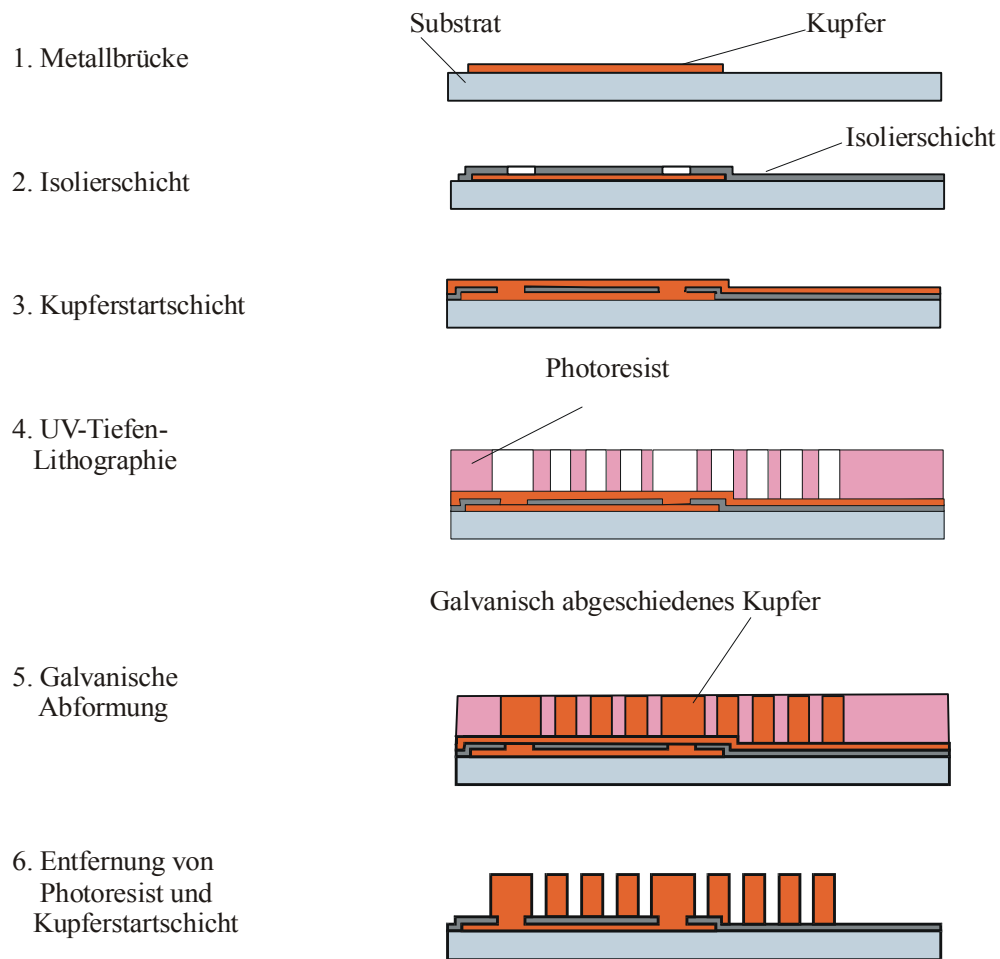 Substrat
Kupfer
1. Metallbrücke
Isolierschicht
2. Isolierschicht
3. Kupferstartschicht
Photoresist
4. UV-Tiefen-
Lithographie
Galvanisch abgeschiedenes Kupfer
5. Galvanische
Abformung
6. Entfernung von
Photoresist und
Kupferstartschicht